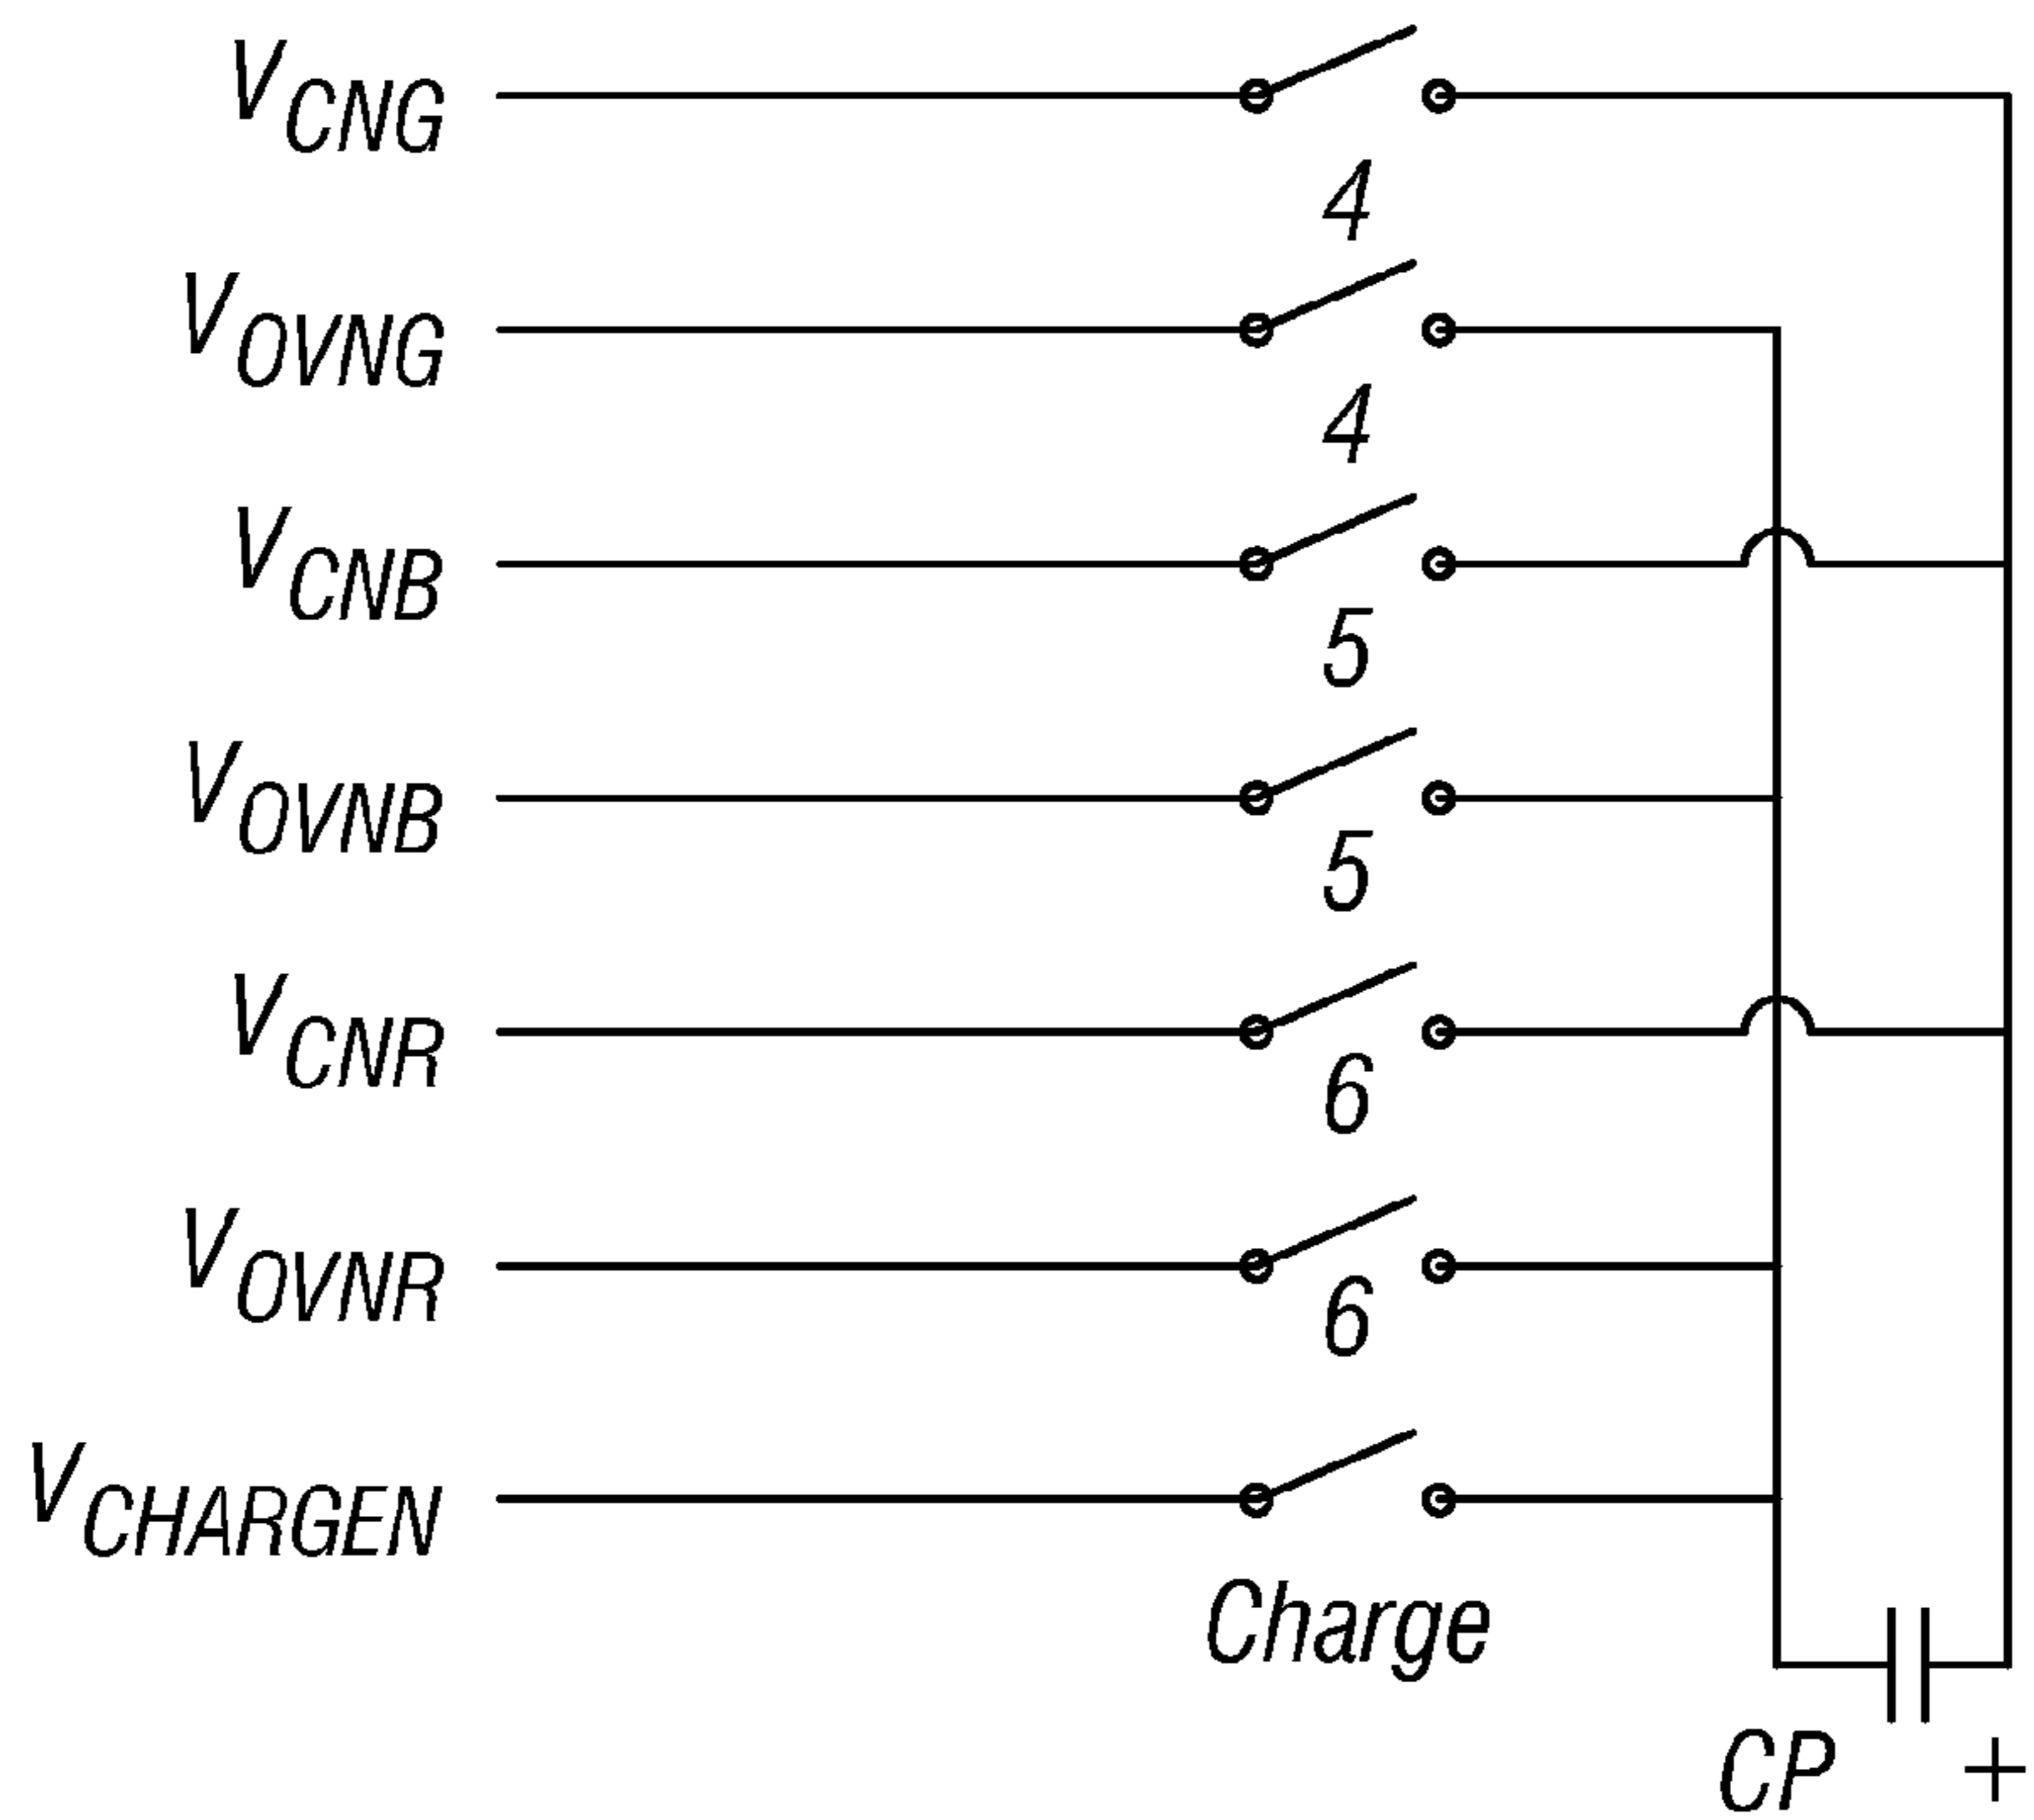 VCNG
4
VOVNG
4
VCNB
5
VOVNB
5
VCNR
6
VOVNR
6
VCHARGEN
Charge
CP +